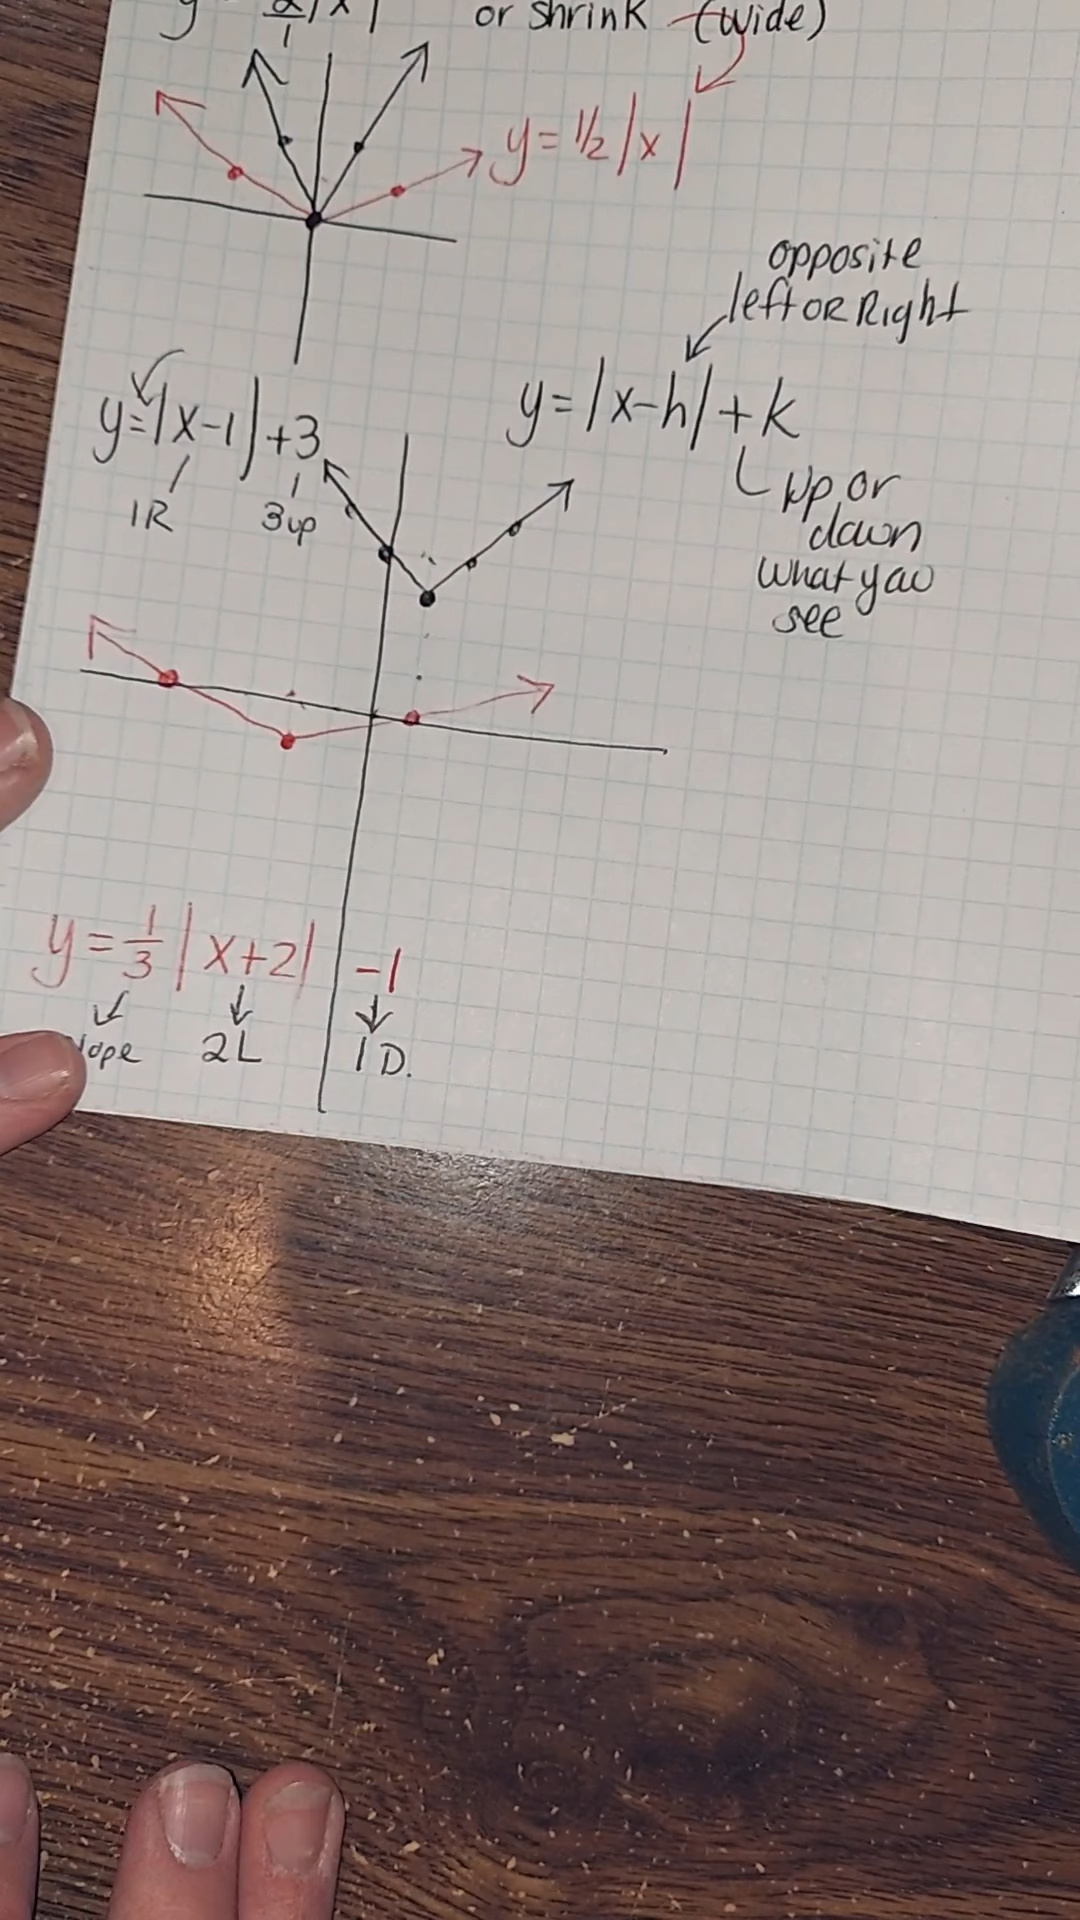 or shrink (wide)
y = 1/2 |x|
opposite
left OR Right
y = |x-h| + k
y = |x-1| + 3
1R 3up
Up or
down
what you
see
y = 1/3 |x+2| -1
2L 1D.